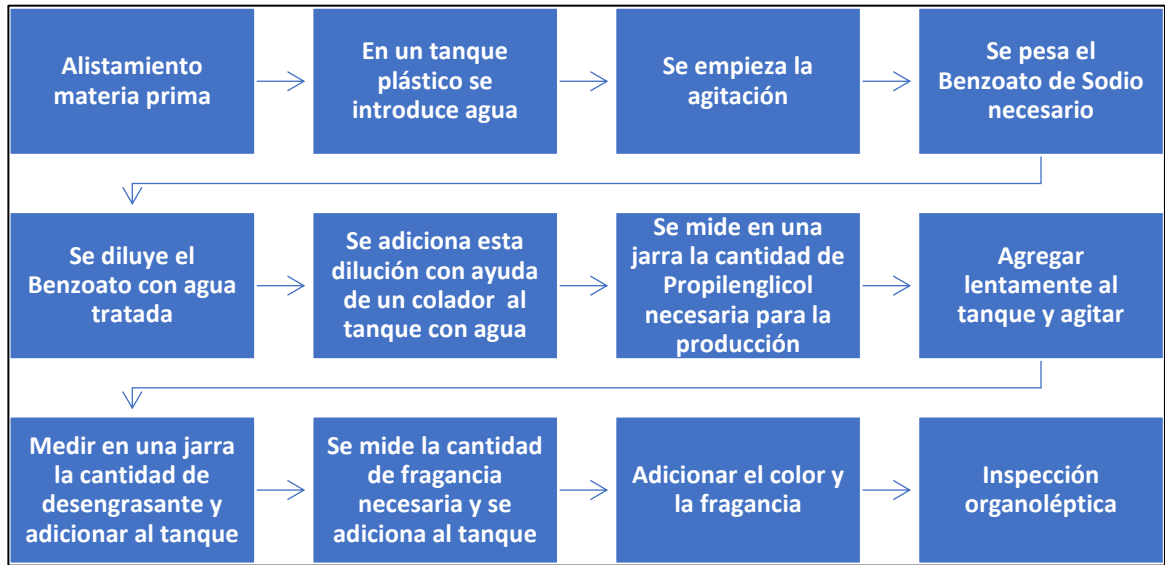 Alistamiento
materia prima
En un tanque
plástico se
introduce agua
Se empieza la
agitación
Se pesa el
Benzoato de Sodio
necesario
Se diluye el
Benzoato con agua
tratada
Se adiciona esta
dilución con ayuda
de un colador al
tanque con agua
Se mide en una
jarra la cantidad de
Propilenglicol
necesaria para la
producción
Agregar
lentamente al
tanque y agitar
Medir en una jarra
la cantidad de
desengrasante y
adicionar al tanque
Se mide la cantidad
de fragancia
necesaria y se
adiciona al tanque
Adicionar el color y
la fragancia
Inspección
organoléptica